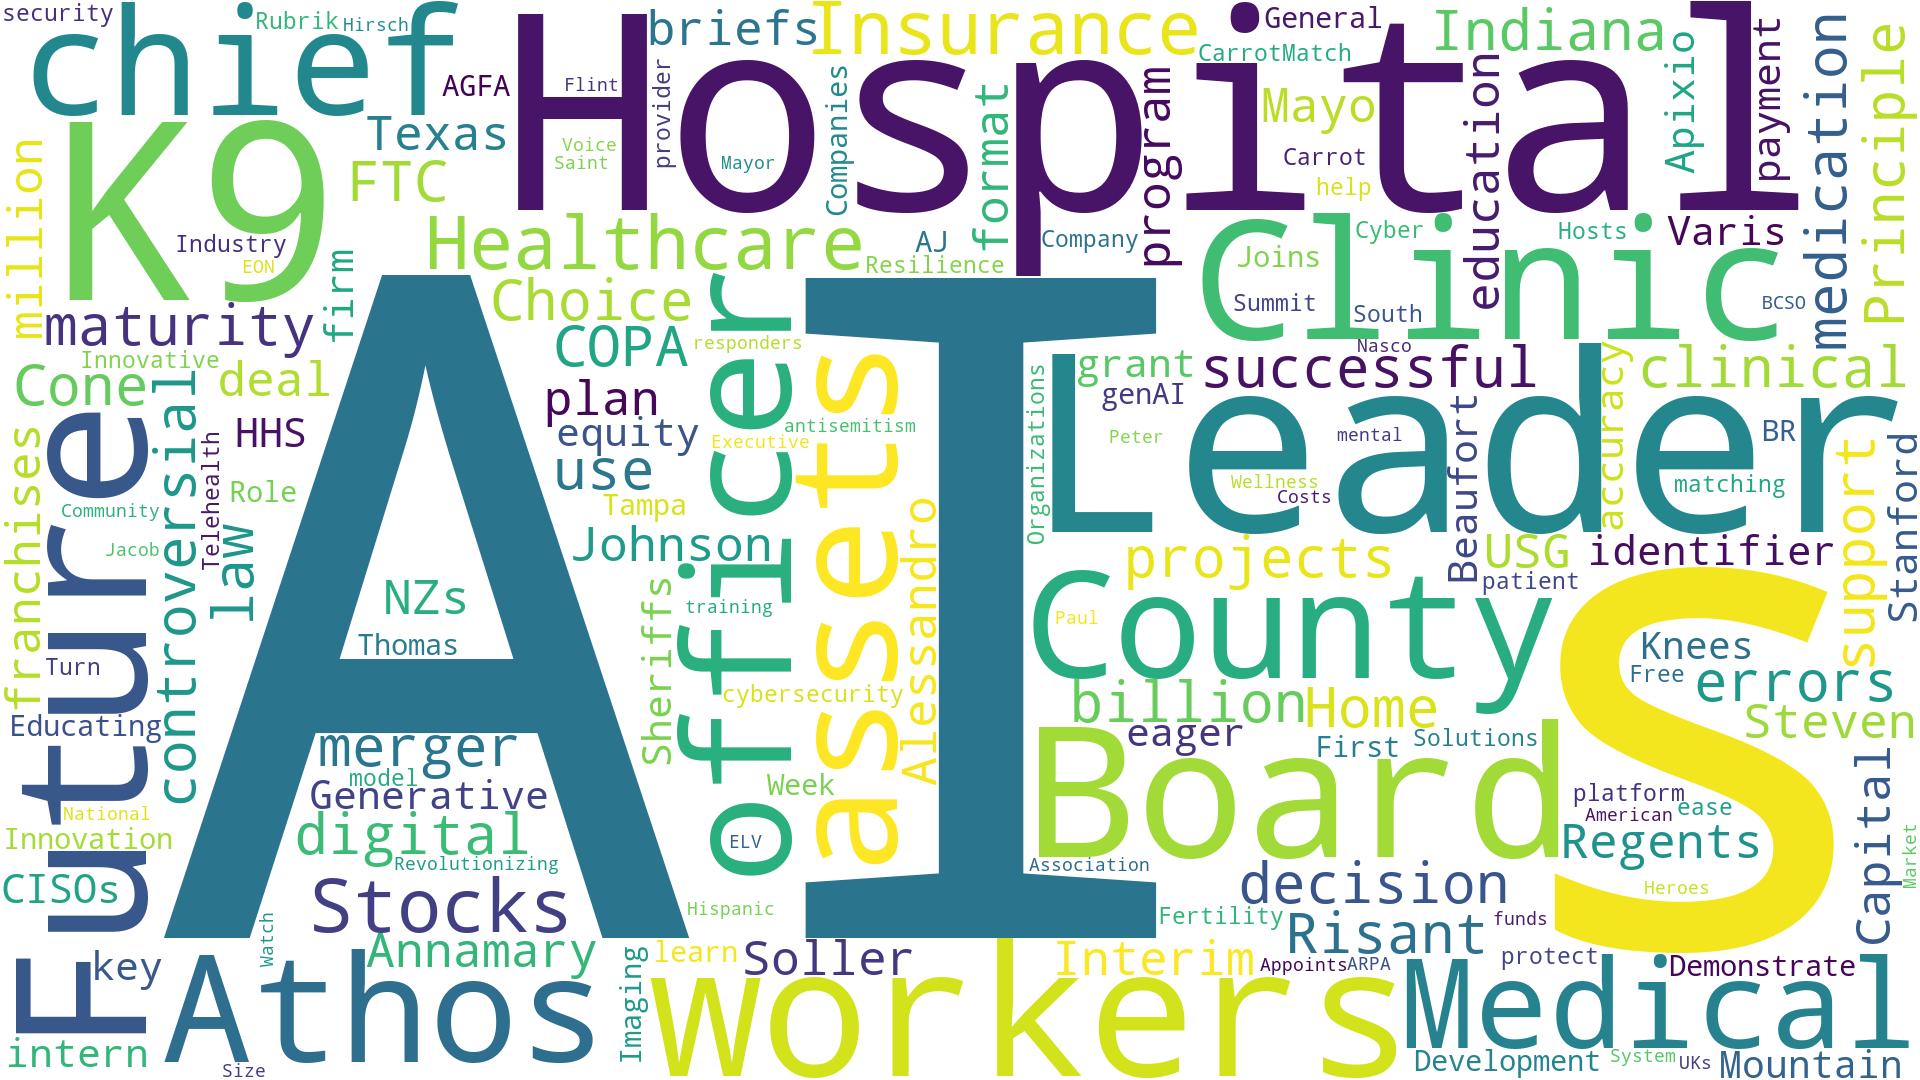 security
Rubrik
Hirsch
chief
briefs
Insurance
General
Indiana
CarrotMatch
Hospital
AGFA
Flint
provider
Companies
format
program
Mayo
education
Apixio
payment
medication
Principle
K9
Texas
Voice
Saint
Mayor
Carrot
help
FTC
million
Industry
EON
firm
Healthcare
AJ
Resilience
Company
Clinic
Joins
Cyber
Hosts
Varis
Summit
South
BCSO
Nasco
maturity
Choice
COPA
responders
officer
assets
AI
Innovative
Cone
deal
controversial
plan
equity
use
antisemitism
Executive
HHS
Telehealth
Role
law
Community
Jacob
Future
franchises
Tampa
Johnson
Alessandro
Organizations
grant
genAI
successful
clinical
Leader
Peter
mental
Wellness
Costs
Beaufort
accuracy
BR
matching
support
Stanford
projects
USG
identifier
patient
County
Paul
NZs
Thomas
Sheriffs
training
cybersecurity
Turn
Educating
merger
model
Generative
digital
Revolutionizing
Week
ELV
billion
Home
eager
First
Solutions
Board
S
Knees
Free
errors
Steven
platform
American
ease
Regents
Capital
Market
Heroes
National
Innovation
CISOs
Stocks
Hispanic
Association
decision
Fertility
Risant
funds
Watch
Annamary
key
Athos
Imaging
learn
Soller
Interim
Appoints
ARPA
protect
Demonstrate
workers
Medical
intern
Size
Development
System
UKs
Mountain